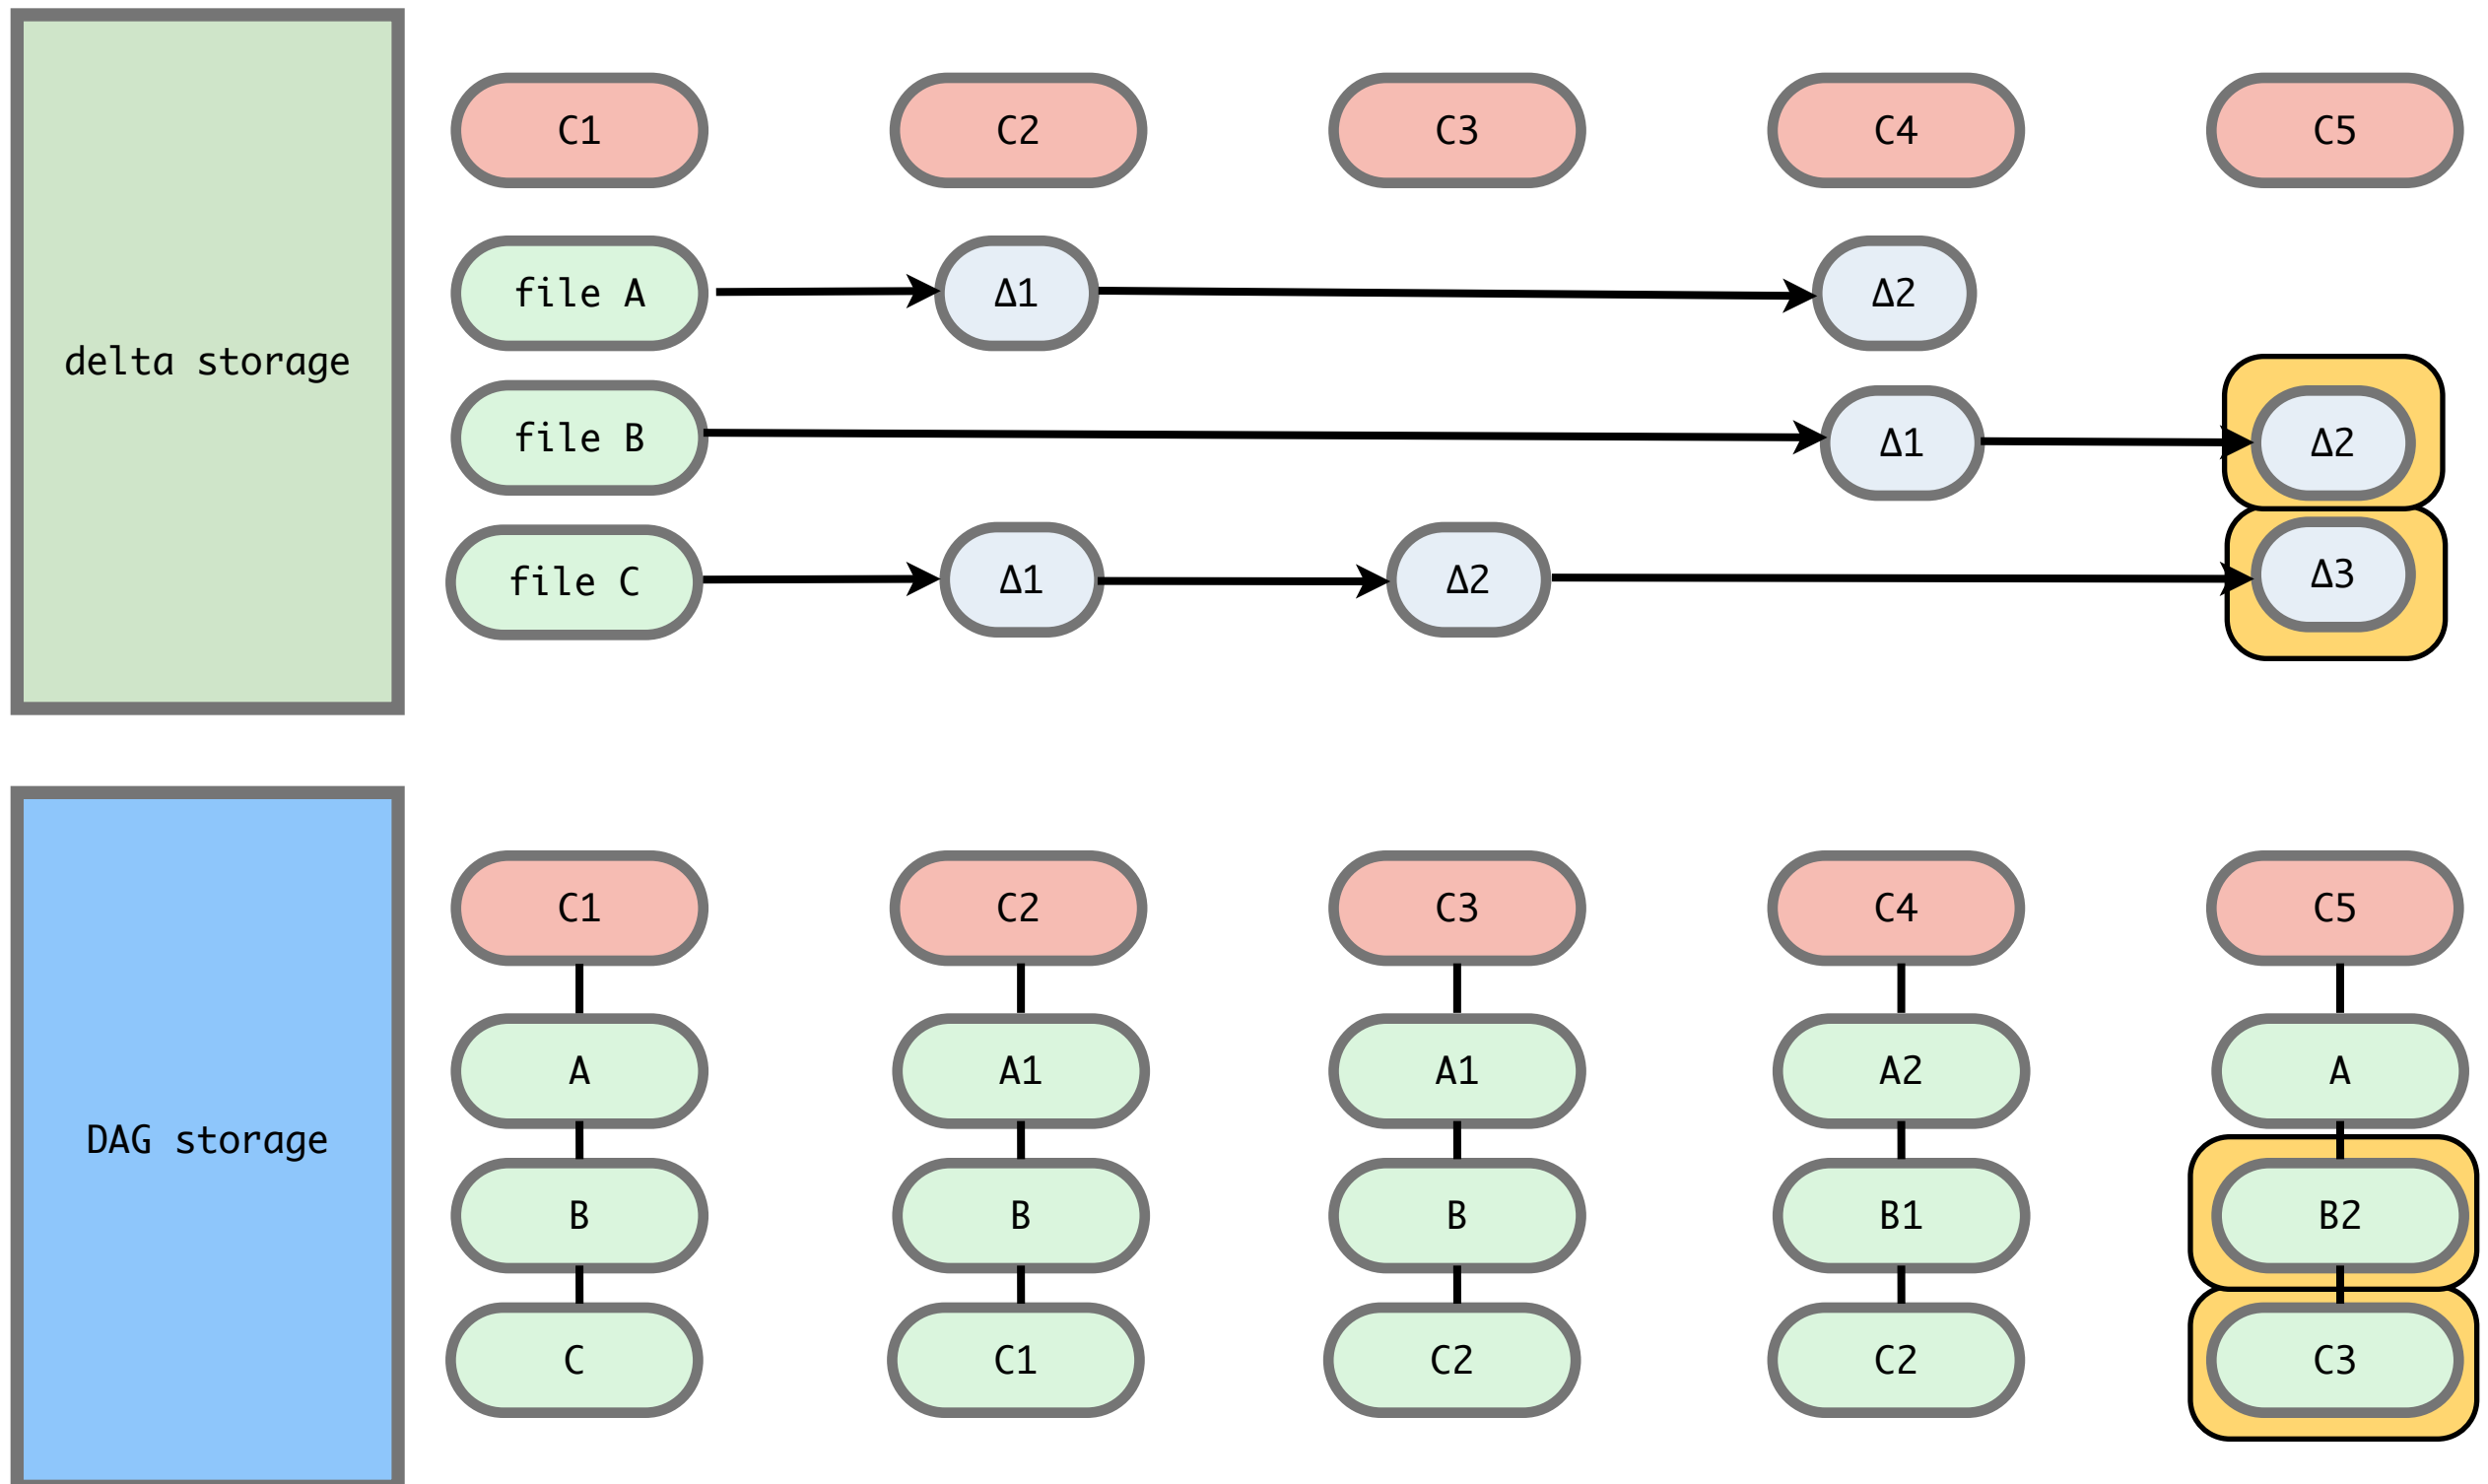 delta storage
C1
C2
C3
C4
C5
file A
Δ1
Δ2
file B
Δ1
Δ2
file C
Δ1
Δ2
Δ3
DAG storage
C1
C2
C3
C4
C5
A
A1
A1
A2
A
B
B
B
B1
B2
C
C1
C2
C2
C3